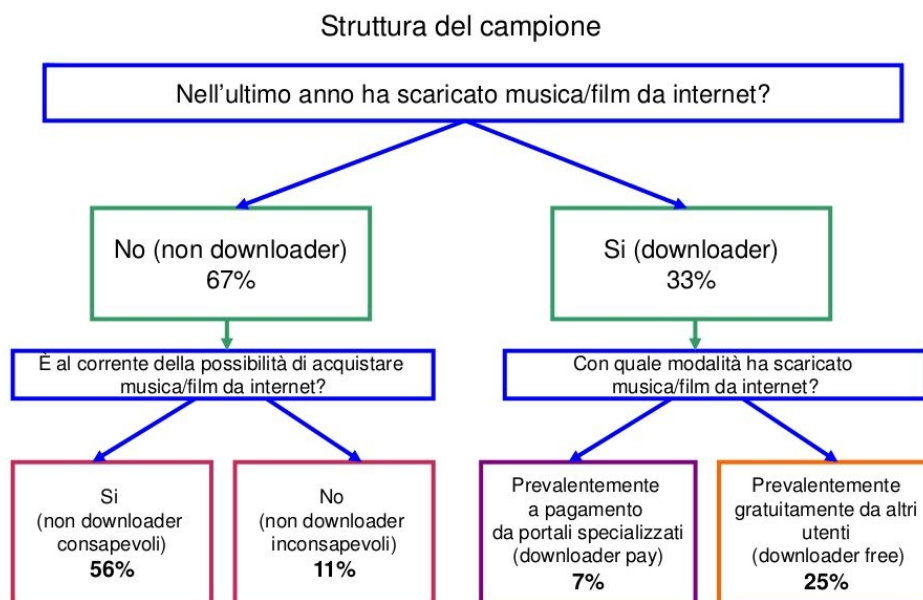 Struttura del campione
Nell'ultimo anno ha scaricato musica/film da internet?
No (non downloader)
67%
Si (downloader)
33%
È al corrente della possibilità di acquistare
musica/film da internet?
Con quale modalità ha scaricato
musica/film da internet?
Si
(non downloader
consapevoli)
56%
No
(non downloader
inconsapevoli)
11%
Prevalentemente
a pagamento
da portali specializzati
(downloader pay)
7%
Prevalentemente
gratuitamente da altri
utenti
(downloader free)
25%